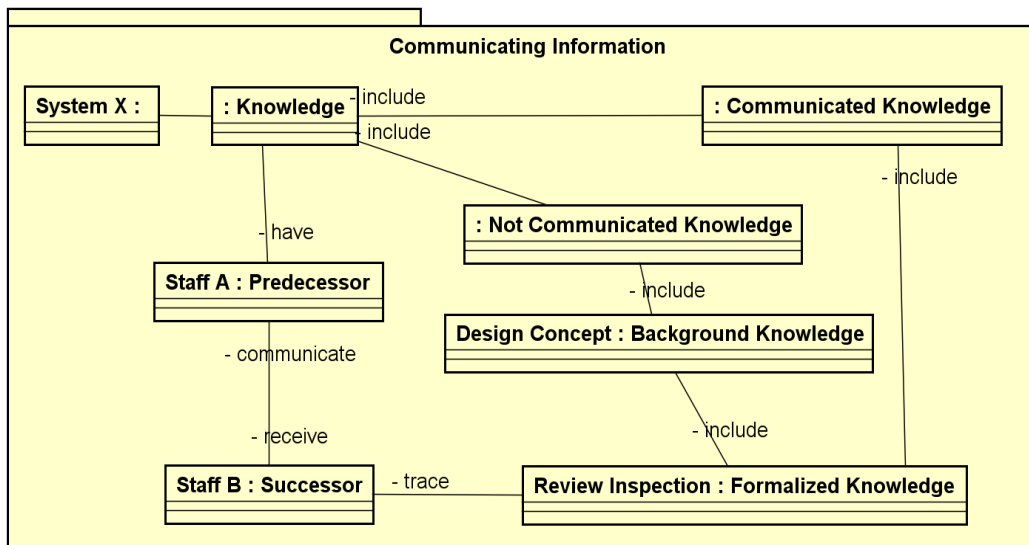 Communicating Information
System X :
: Knowledge
- include
: Communicated Knowledge
- include
- include
: Not Communicated Knowledge
- have
Staff A : Predecessor
- include
Design Concept : Background Knowledge
- communicate
- include
- receive
Staff B : Successor
- trace
Review Inspection : Formalized Knowledge